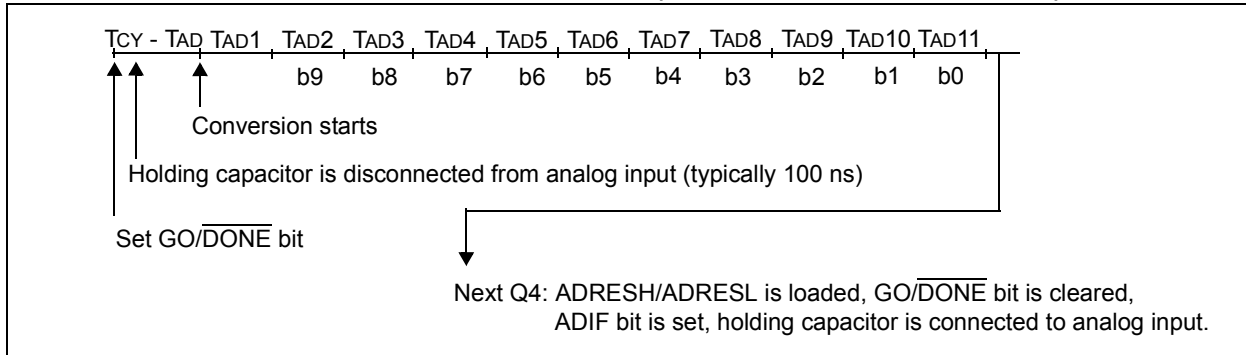 TCY - TAD TAD1 TAD2 TAD3 TAD4 TAD5 TAD6 TAD7 TAD8 TAD9 TAD10 TAD11
b9 b8 b7 b6 b5 b4 b3 b2 b1 b0
Conversion starts
Holding capacitor is disconnected from analog input (typically 100 ns)
Set GO/DONE bit
Next Q4: ADRESH/ADRESL is loaded, GO/DONE bit is cleared,
ADIF bit is set, holding capacitor is connected to analog input.